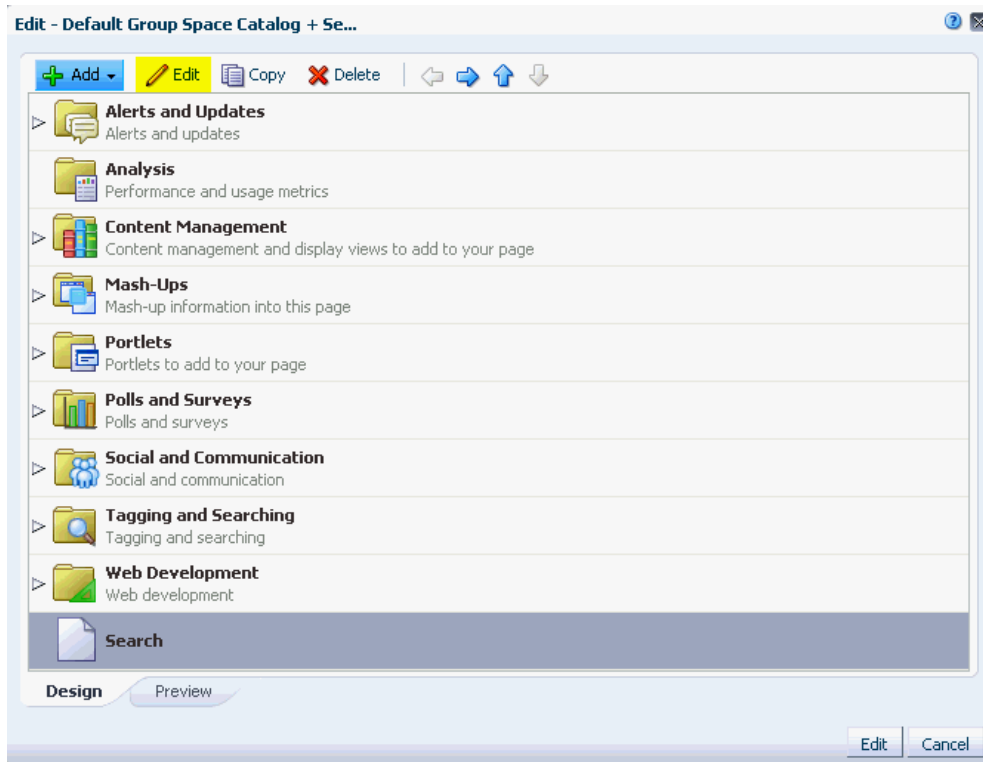 Edit - Default Group Space Catalog + Se...
Add Edit Copy Delete
Alerts and Updates
Alerts and updates
Analysis
Performance and usage metrics
Content Management
Content management and display views to add to your page
Mash-Ups
Mash-up information into this page
Portlets
Portlets to add to your page
Polls and Surveys
Polls and surveys
Social and Communication
Social and communication
Tagging and Searching
Tagging and searching
Web Development
Web development
Search
Design Preview
Edit Cancel